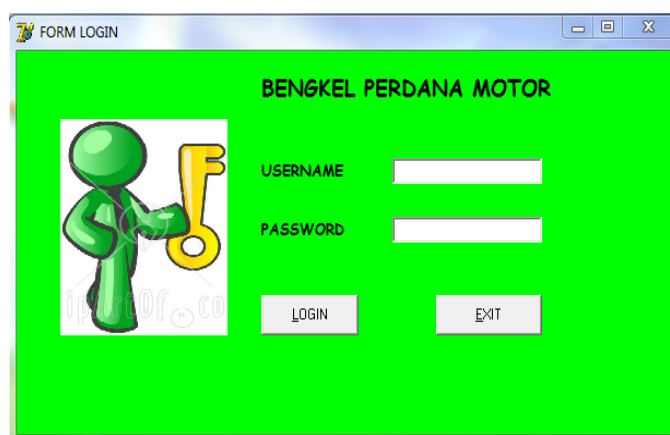 FORM LOGIN
BENGKEL PERDANA MOTOR
USERNAME
PASSWORD
LOGIN
EXIT